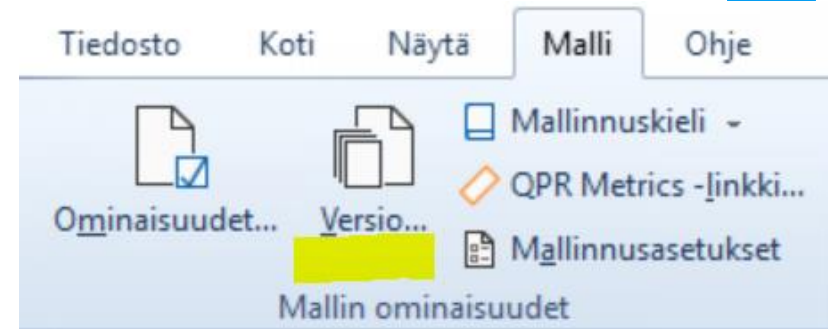 Tiedosto Koti Näytä Malli Ohje
Ominaisuudet...
Versio...
Mallinnuskieli
QPR Metrics -linkki...
Mallinnusasetukset
Mallin ominaisuudet